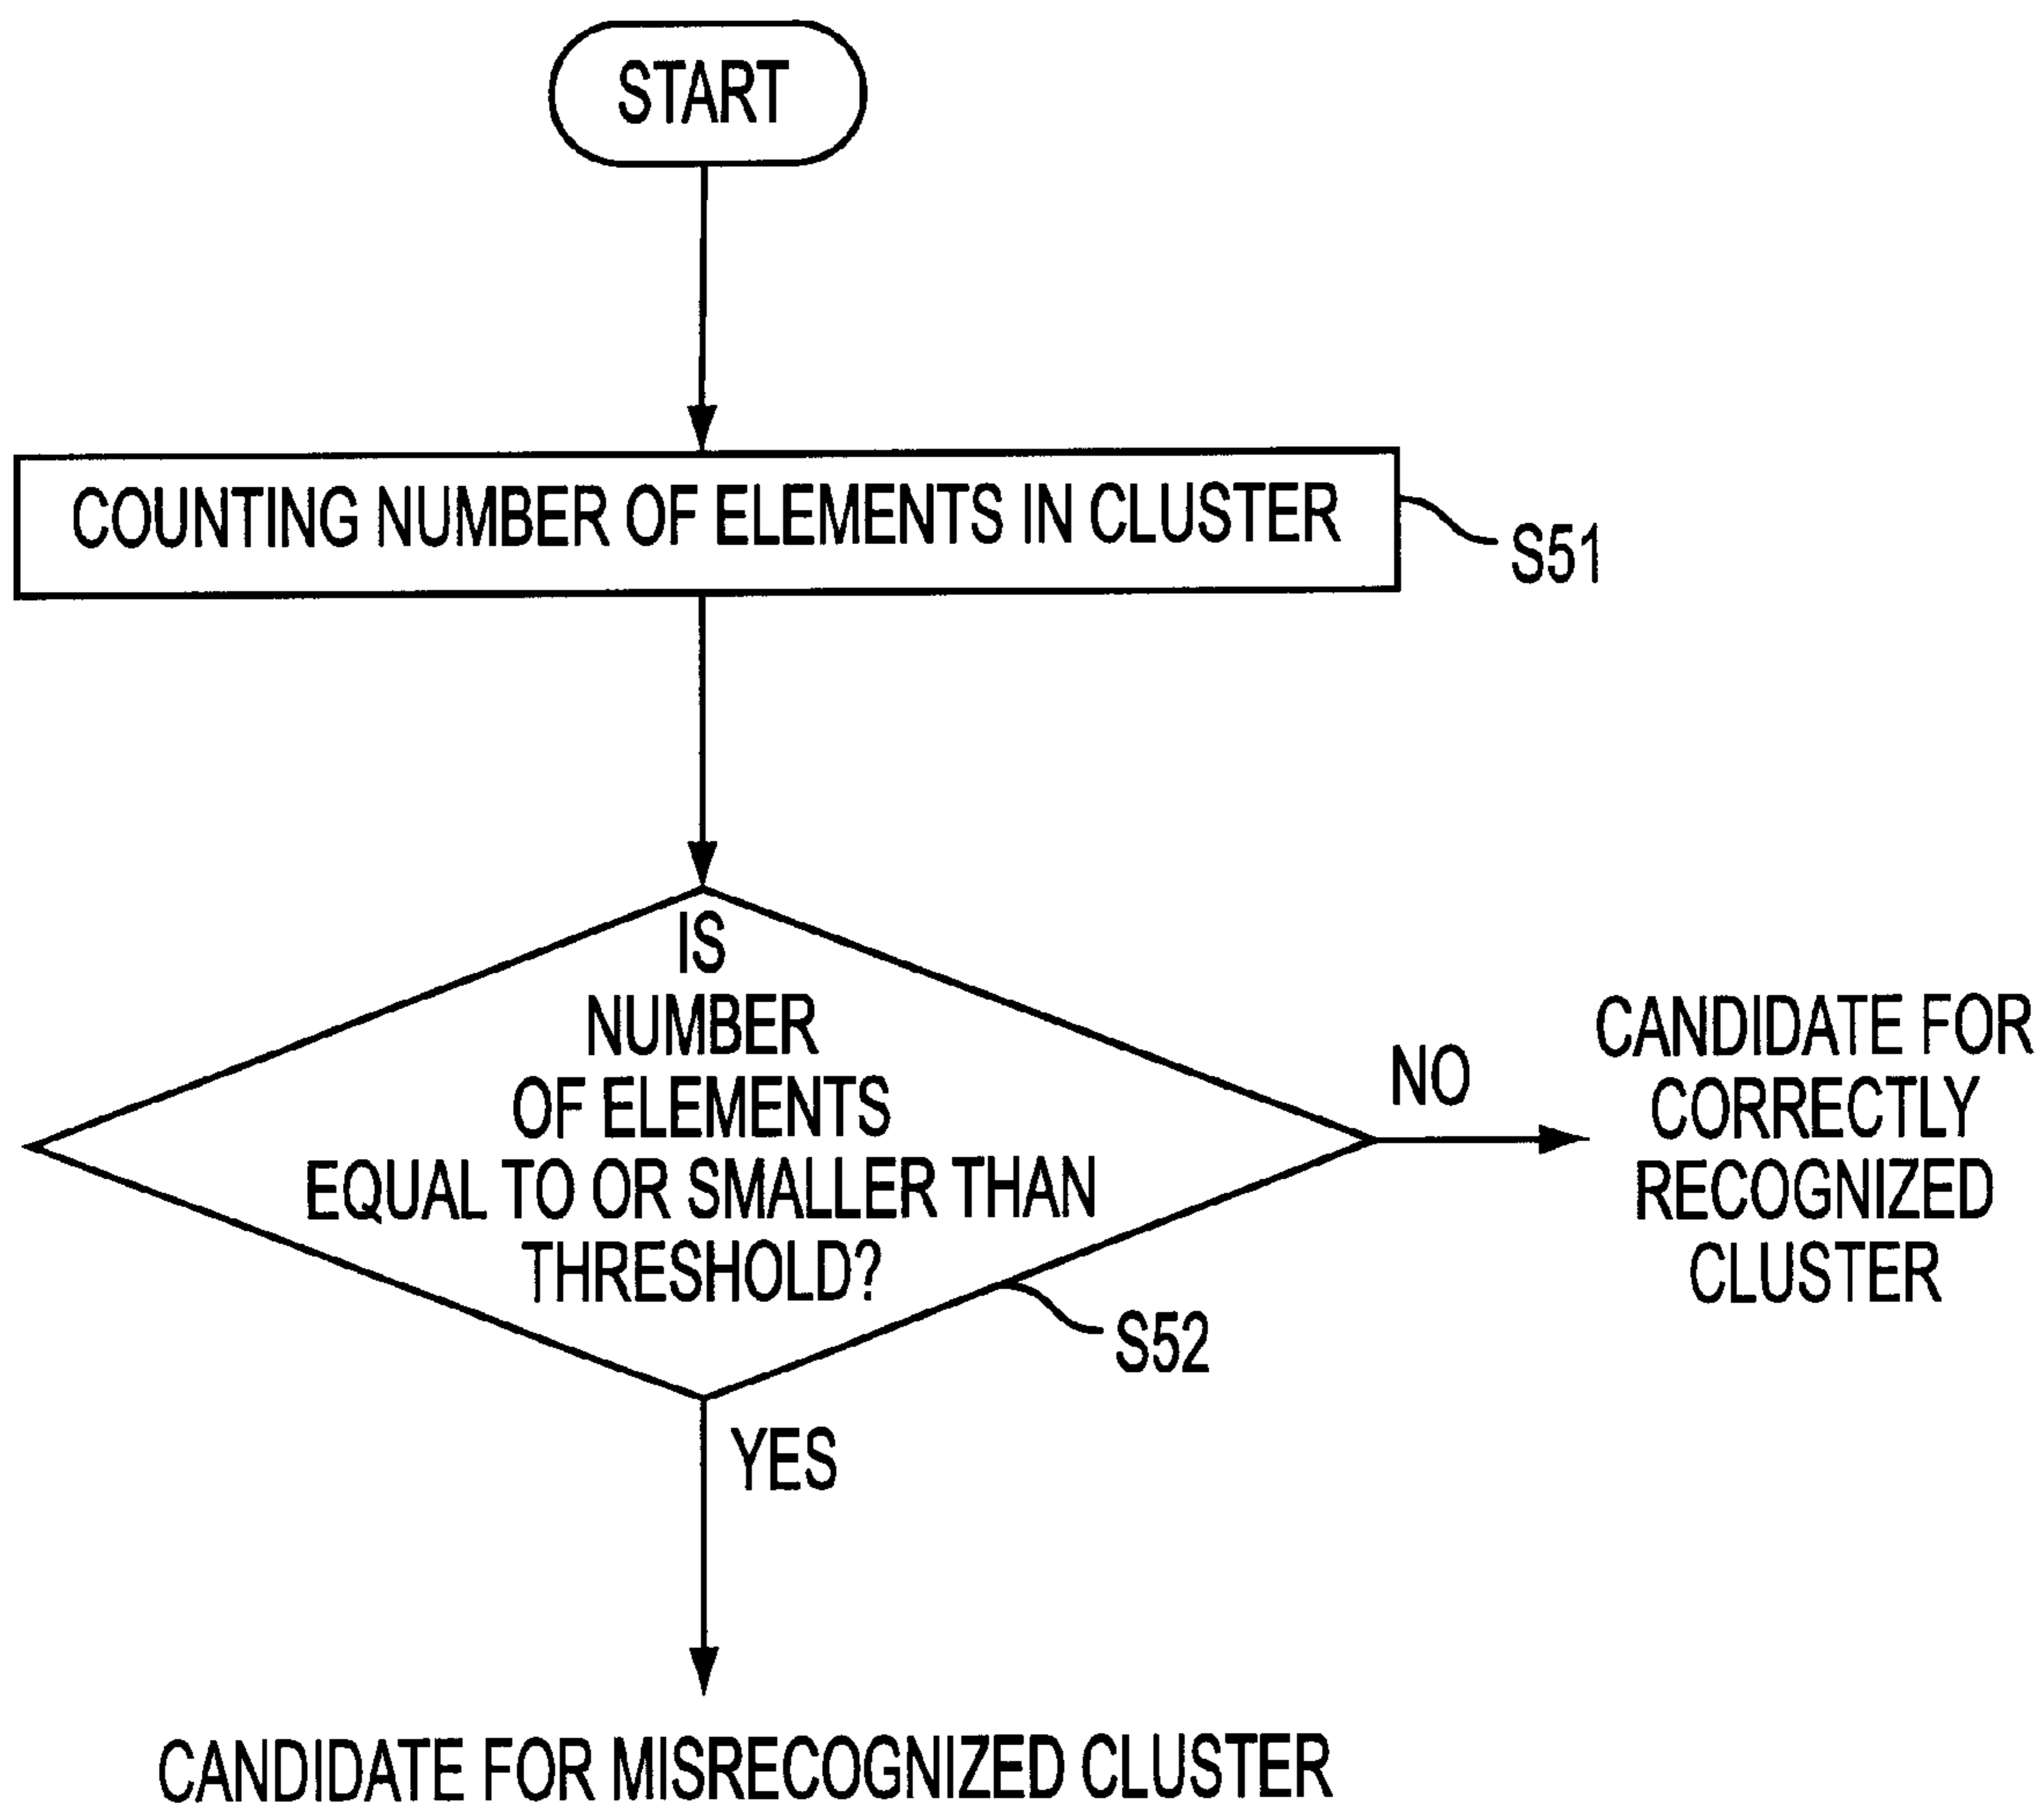 START
COUNTING NUMBER OF ELEMENTS IN CLUSTER
S51
IS
NUMBER
OF ELEMENTS
EQUAL TO OR SMALLER THAN
THRESHOLD?
S52
NO
CANDIDATE FOR
CORRECTLY
RECOGNIZED
CLUSTER
YES
CANDIDATE FOR MISRECOGNIZED CLUSTER